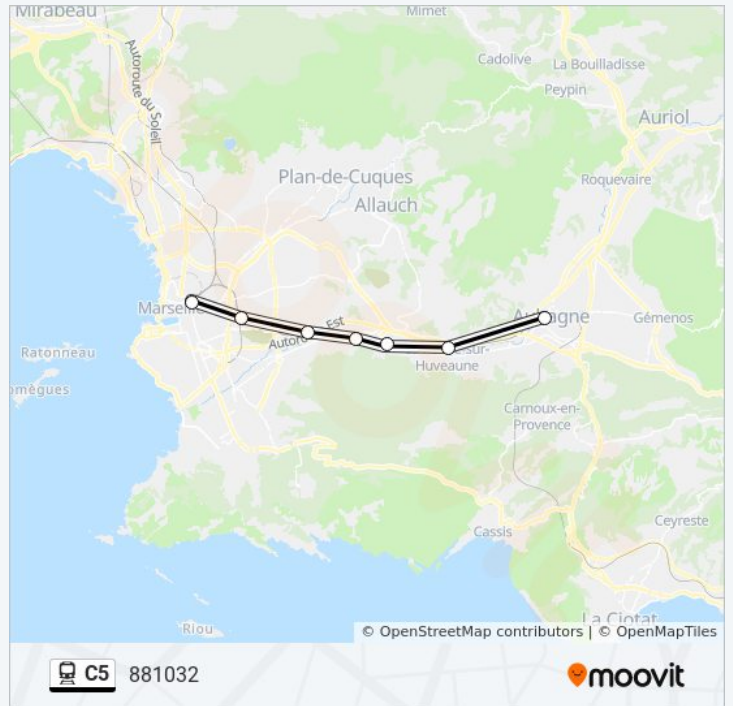 Mirabeau
Mimet
Cadolive
La Bouilladisse
Autoroute du Soleil
Peypin
Auriol
Plan-de-Cuques
Roquevaire
Allauch
Marseille
Aubagne
Gémenos
Est
-sur-
Huveaune
Ratonneau
omègues
Carnoux-en-
Provence
Cassis
Ceyreste
La Ciotat
Riou
© OpenStreetMap contributors | © OpenMapTiles
C5 881032
moovit